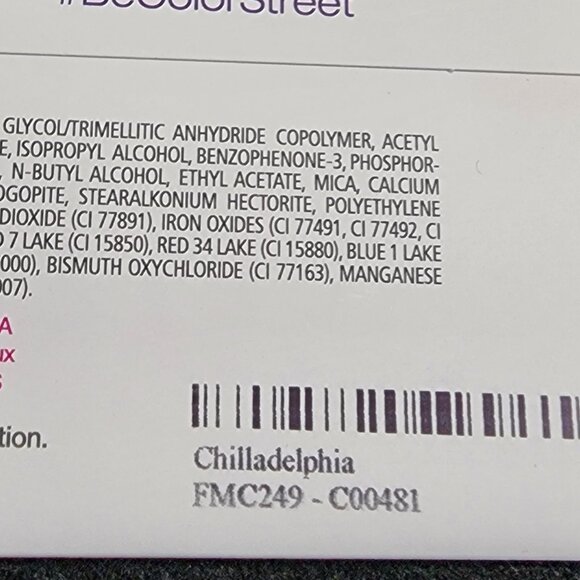 #BeColorStreet
GLYCOL/TRIMELLITIC ANHYDRIDE COPOLYMER, ACETYL
E, ISOPROPYL ALCOHOL, BENZOPHENONE-3, PHOSPHOR-
, N-BUTYL ALCOHOL, ETHYL ACETATE, MICA, CALCIUM
OGOPITE, STEARALKONIUM HECTORITE, POLYETHYLENE
DIOXIDE (CI 77891), IRON OXIDES (CI 77491, CI 77492, CI
D 7 LAKE (CI 15850), RED 34 LAKE (CI 15880), BLUE 1 LAKE
000), BISMUTH OXYCHLORIDE (CI 77163), MANGANESE
07).
A
ux
S
tion.
Chilladelphia
FMC249 - C00481